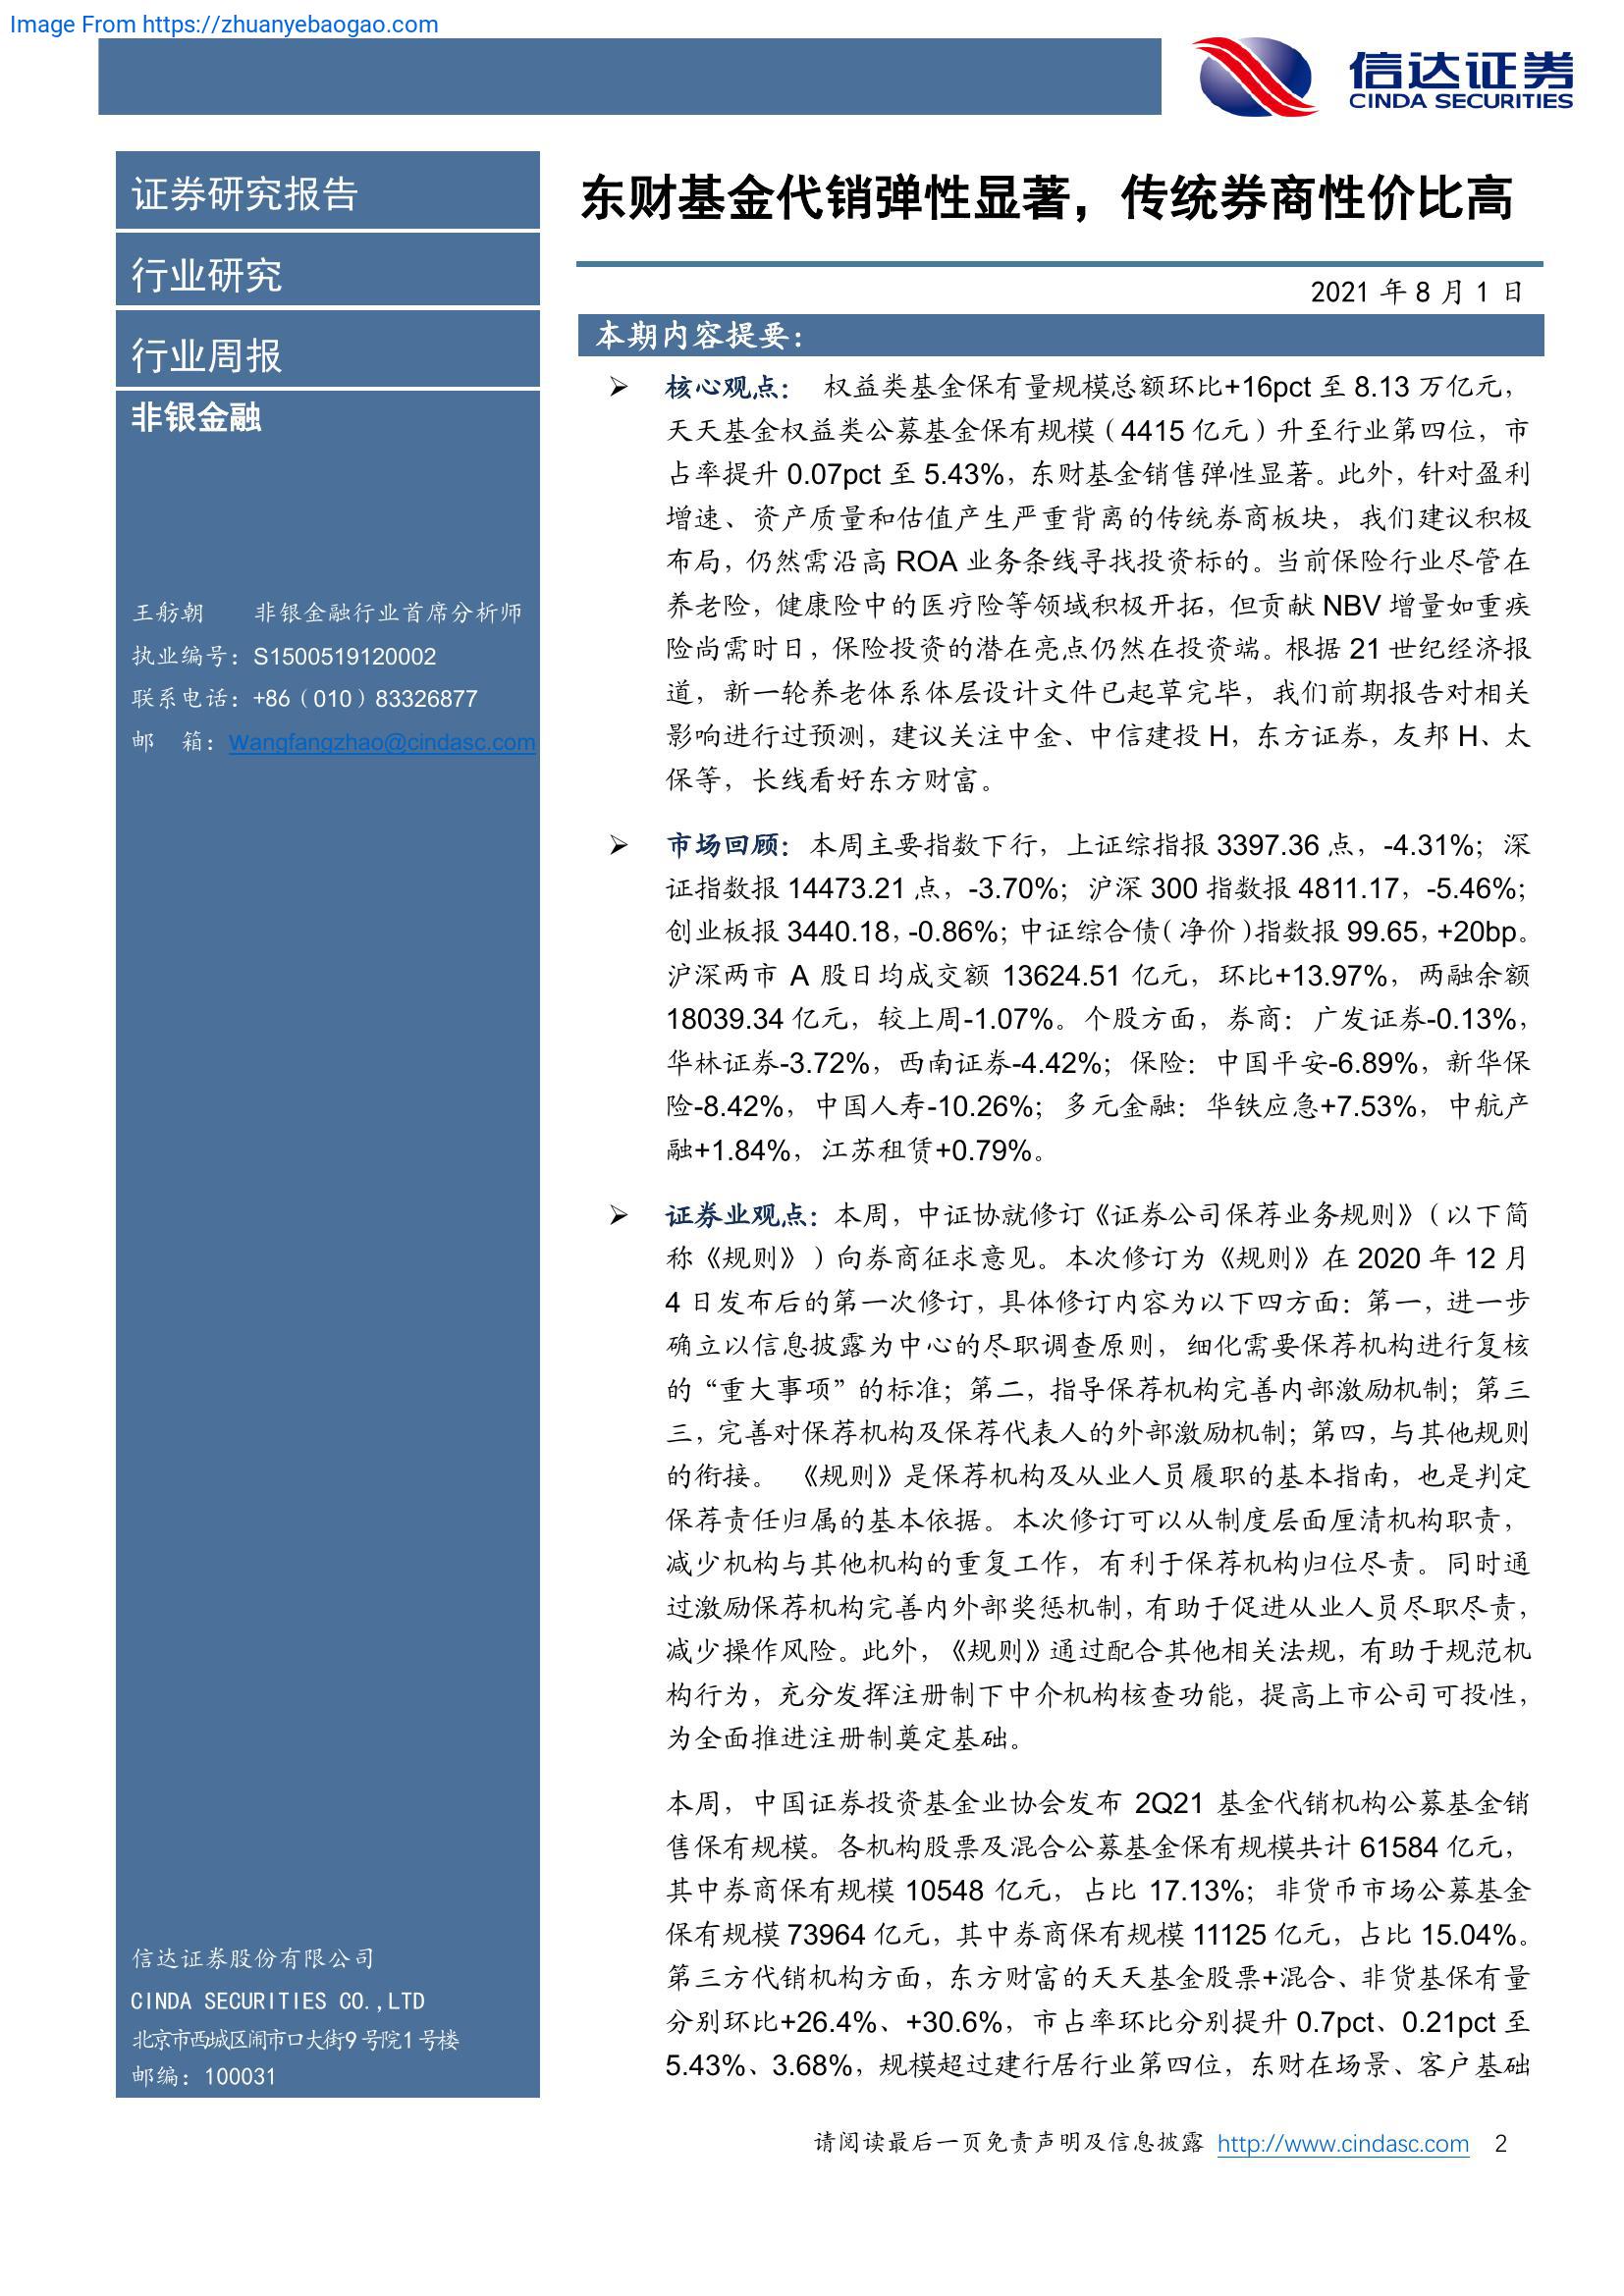 Image From https://zhuanyebaogao.com
信达证券
CINDA SECURITIES
证券研究报告
行业研究
行业周报
非银金融
王舫朝 非银金融行业首席分析师
执业编号：S1500519120002
联系电话：+86（010）83326877
邮 箱：Wangfangzhao@cindasc.com
信达证券股份有限公司
CINDA SECURITIES CO.,LTD
北京市西城区闹市口大街9号院1号楼
邮编：100031
东财基金代销弹性显著，传统券商性价比高
2021 年 8 月 1 日
本期内容提要：
➢ 核心观点： 权益类基金保有量规模总额环比+16pct 至 8.13 万亿元，
天天基金权益类公募基金保有规模（4415 亿元）升至行业第四位，市
占率提升 0.07pct 至 5.43%，东财基金销售弹性显著。此外，针对盈利
增速、资产质量和估值产生严重背离的传统券商板块，我们建议积极
布局，仍然需沿高 ROA 业务条线寻找投资标的。当前保险行业尽管在
养老险，健康险中的医疗险等领域积极开拓，但贡献 NBV 增量如重疾
险尚需时日，保险投资的潜在亮点仍然在投资端。根据 21 世纪经济报
道，新一轮养老体系体层设计文件已起草完毕，我们前期报告对相关
影响进行过预测，建议关注中金、中信建投 H，东方证券，友邦 H、太
保等，长线看好东方财富。
➢ 市场回顾：本周主要指数下行，上证综指报 3397.36 点，-4.31%；深
证指数报 14473.21 点，-3.70%；沪深 300 指数报 4811.17，-5.46%；
创业板报 3440.18，-0.86%；中证综合债（净价）指数报 99.65，+20bp。
沪深两市 A 股日均成交额 13624.51 亿元，环比+13.97%，两融余额
18039.34 亿元，较上周-1.07%。个股方面，券商：广发证券-0.13%，
华林证券-3.72%，西南证券-4.42%；保险：中国平安-6.89%，新华保
险-8.42%，中国人寿-10.26%；多元金融：华铁应急+7.53%，中航产
融+1.84%，江苏租赁+0.79%。
➢ 证券业观点：本周，中证协就修订《证券公司保荐业务规则》（以下简
称《规则》）向券商征求意见。本次修订为《规则》在 2020 年 12 月
4 日发布后的第一次修订，具体修订内容为以下四方面：第一，进一步
确立以信息披露为中心的尽职调查原则，细化需要保荐机构进行复核
的“重大事项”的标准；第二，指导保荐机构完善内部激励机制；第三
三，完善对保荐机构及保荐代表人的外部激励机制；第四，与其他规则
的衔接。 《规则》是保荐机构及从业人员履职的基本指南，也是判定
保荐责任归属的基本依据。本次修订可以从制度层面厘清机构职责，
减少机构与其他机构的重复工作，有利于保荐机构归位尽责。同时通
过激励保荐机构完善内外部奖惩机制，有助于促进从业人员尽职尽责，
减少操作风险。此外，《规则》通过配合其他相关法规，有助于规范机
构行为，充分发挥注册制下中介机构核查功能，提高上市公司可投性，
为全面推进注册制奠定基础。
本周，中国证券投资基金业协会发布 2Q21 基金代销机构公募基金销
售保有规模。各机构股票及混合公募基金保有规模共计 61584 亿元，
其中券商保有规模 10548 亿元，占比 17.13%；非货币市场公募基金
保有规模 73964 亿元，其中券商保有规模 11125 亿元，占比 15.04%。
第三方代销机构方面，东方财富的天天基金股票+混合、非货基保有量
分别环比+26.4%、+30.6%，市占率环比分别提升 0.7pct、0.21pct 至
5.43%、3.68%，规模超过建行居行业第四位，东财在场景、客户基础
请阅读最后一页免责声明及信息披露 http://www.cindasc.com 2